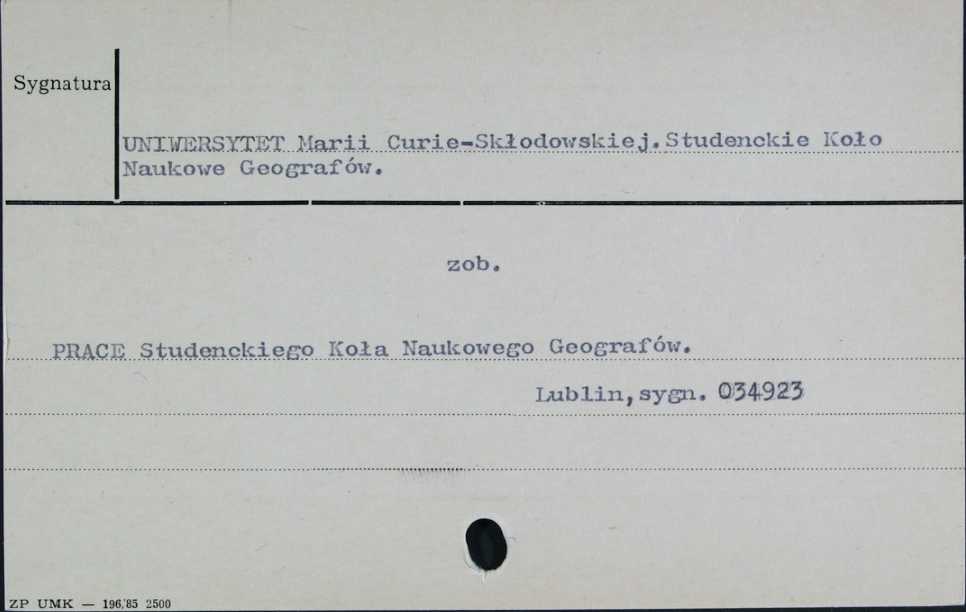 Sygnatura
UNIWERSYTET Marii Curie-Skłodowskiej.Studenckie Koło
Naukowe Geografów.
zob.
PRACE Studenckiego Koła Naukowego Geografów.
Lublin,sygn. 034923
ZP UMK — 196,'85 2500